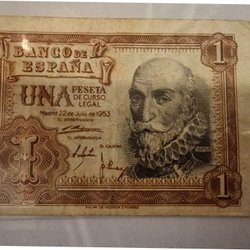 BANCO DE
ESPAÑA
1
UNA PESETA
DE CURSO
LEGAL
Madrid 22 de Julio de 1953
EL GOBERNADOR
EL INTERVENTOR
EL CAJERO
1
1